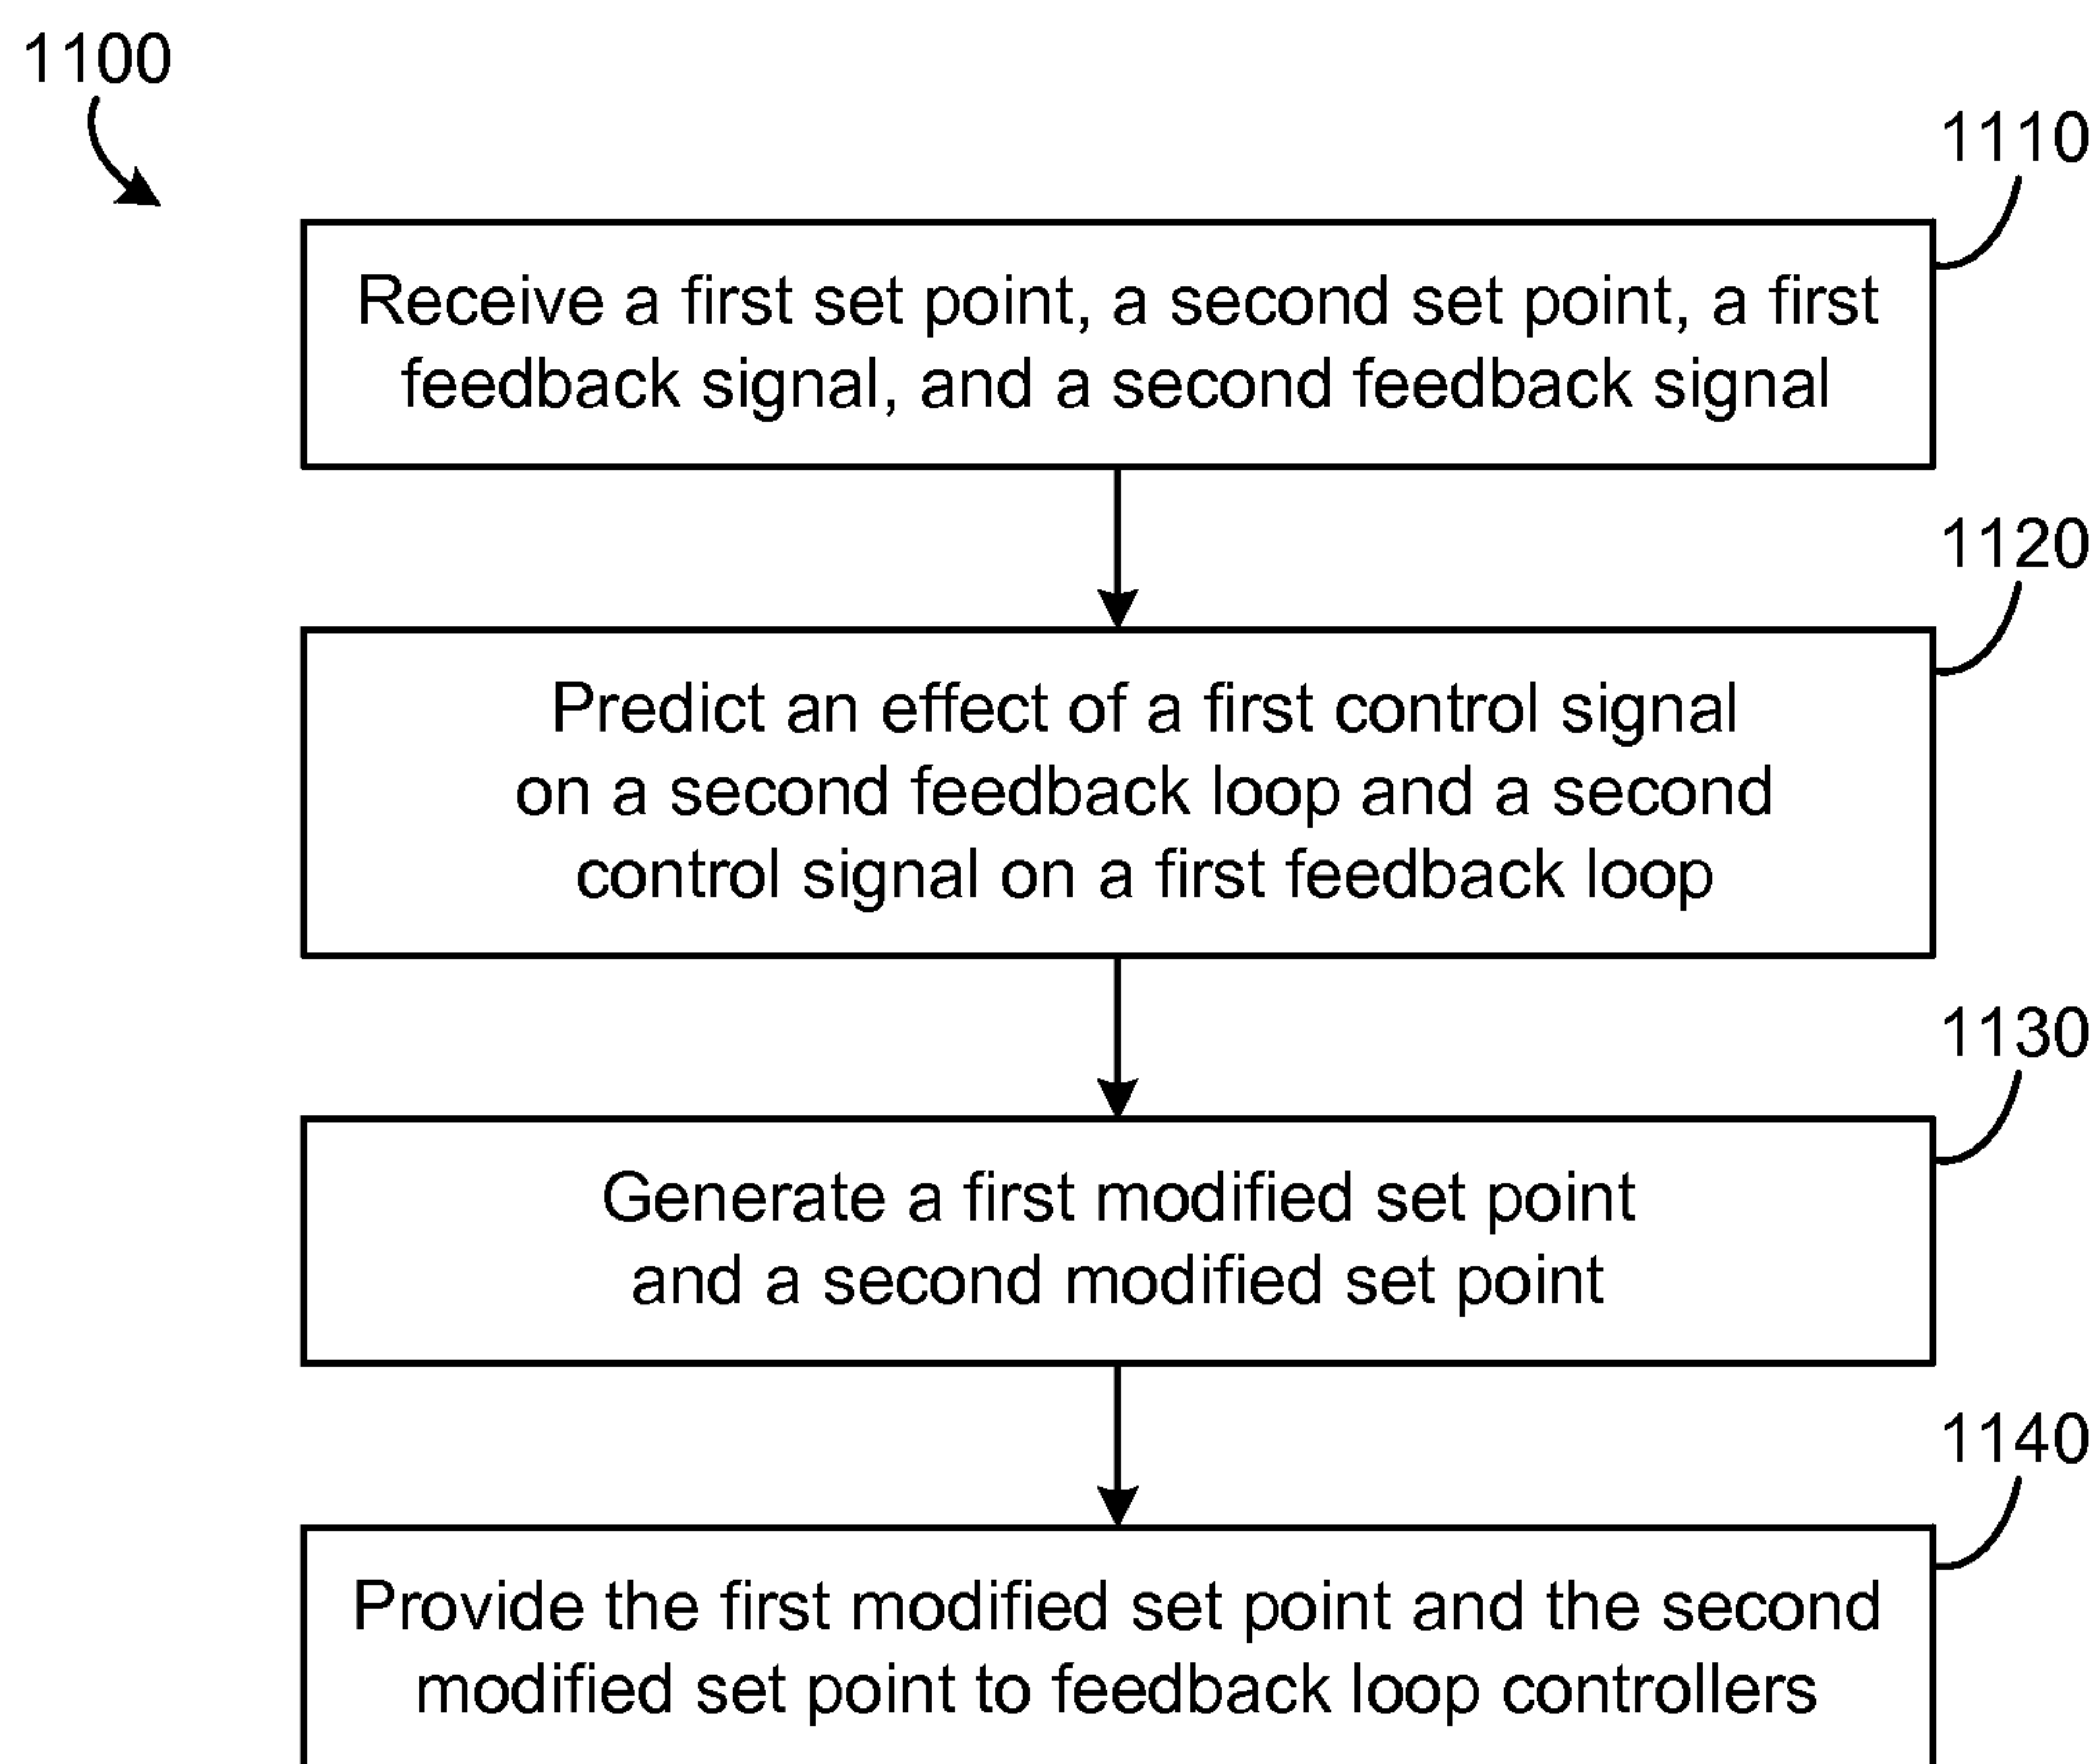 1100
1110
Receive a first set point, a second set point, a first
feedback signal, and a second feedback signal
1120
Predict an effect of a first control signal
on a second feedback loop and a second
control signal on a first feedback loop
1130
Generate a first modified set point
and a second modified set point
1140
Provide the first modified set point and the second
modified set point to feedback loop controllers